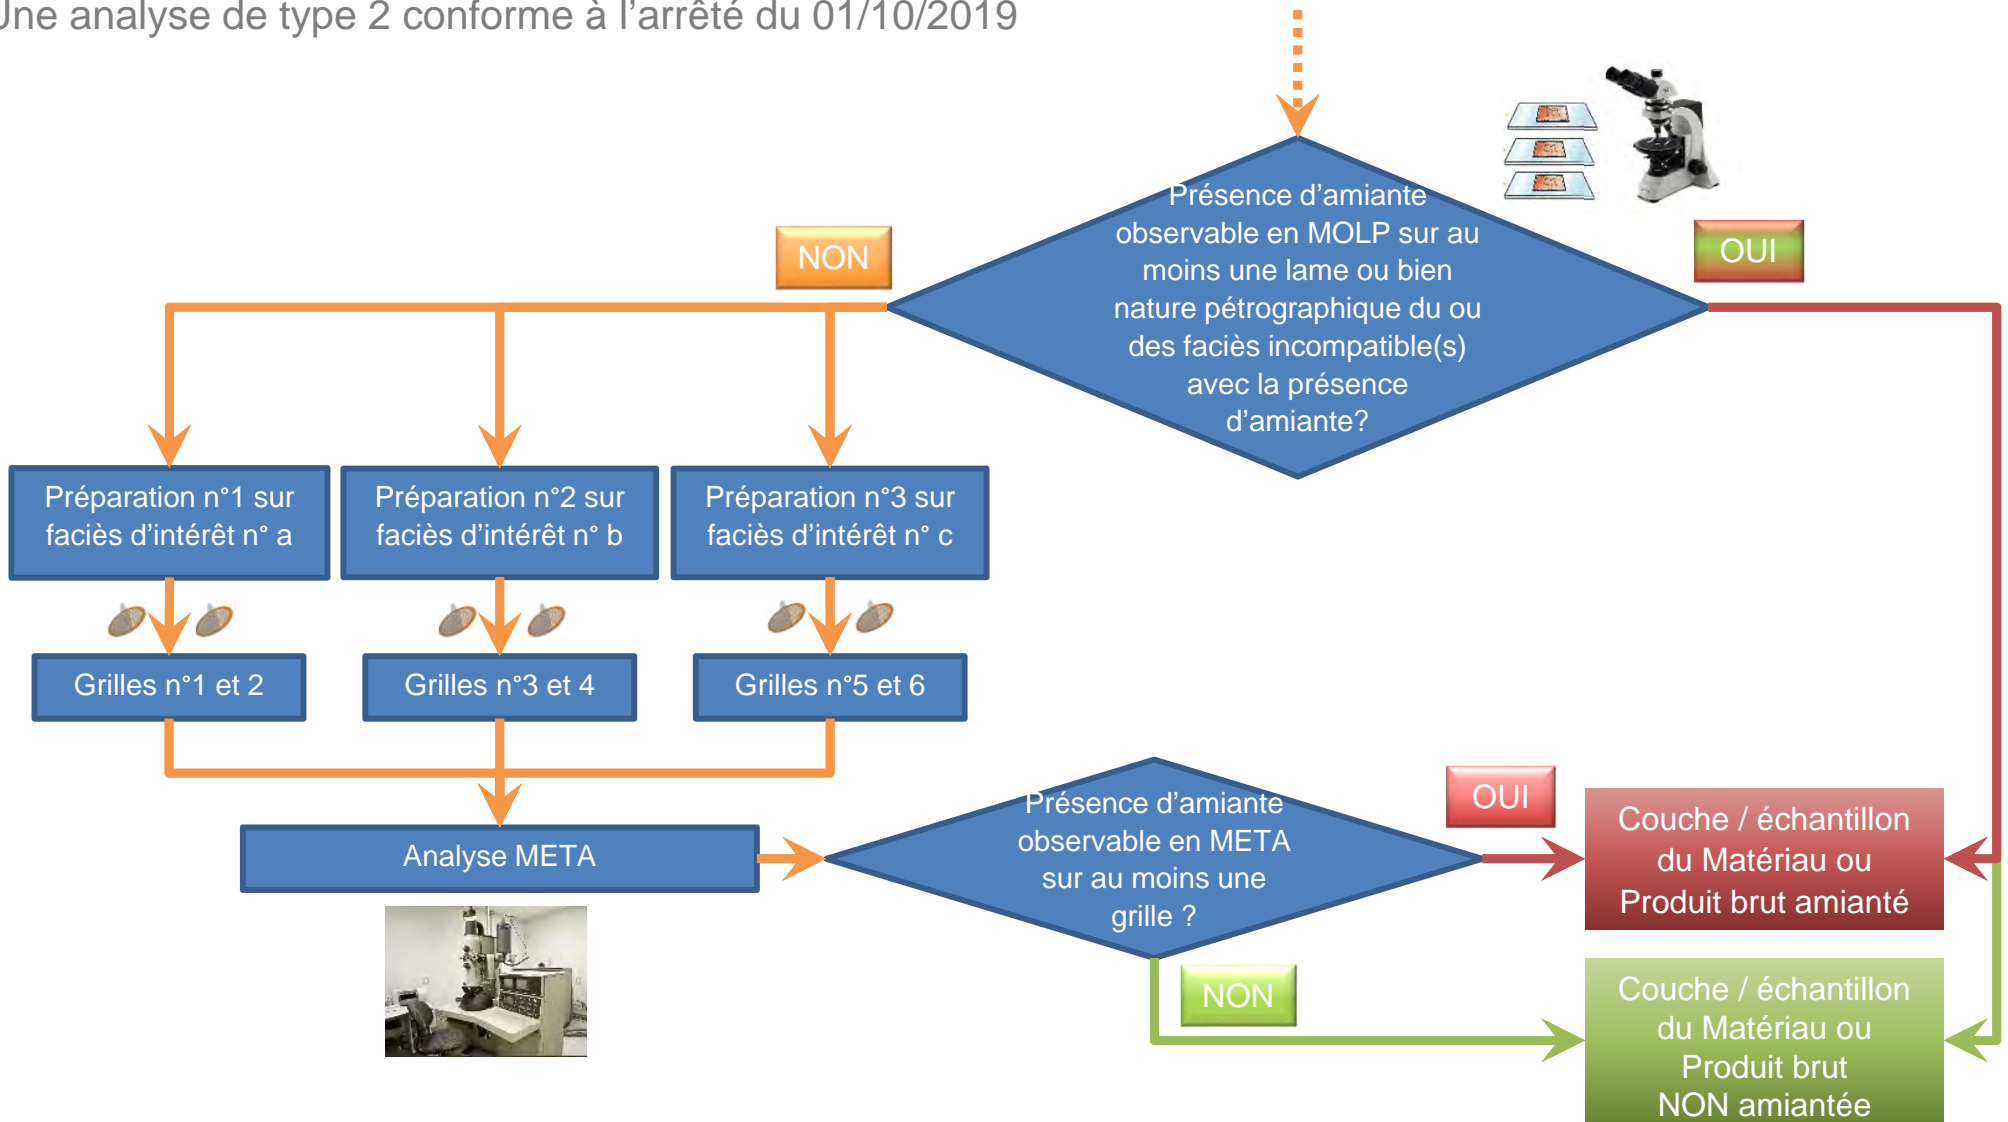 Une analyse de type 2 conforme à l'arrêté du 01/10/2019
Présence d'amiante
observable en MOLP sur au
moins une lame ou bien
nature pétrographique du ou
des faciès incompatible(s)
avec la présence
d'amiante?
NON
OUI
Préparation n°1 sur
faciès d'intérêt n° a
Préparation n°2 sur
faciès d'intérêt n° b
Préparation n°3 sur
faciès d'intérêt n° c
Grilles n°1 et 2
Grilles n°3 et 4
Grilles n°5 et 6
Analyse META
Présence d'amiante
observable en META
sur au moins une
grille ?
OUI
NON
Couche / échantillon
du Matériau ou
Produit brut amianté
Couche / échantillon
du Matériau ou
Produit brut
NON amiantée